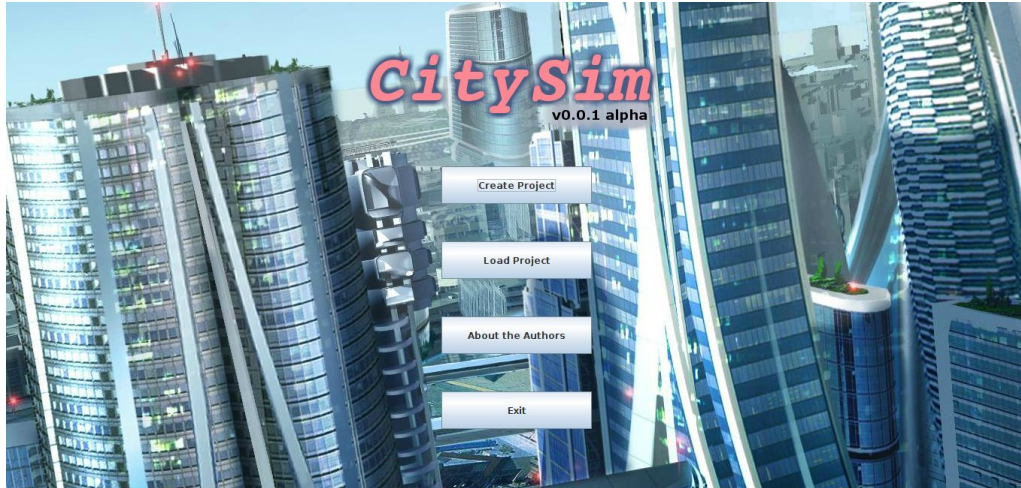 CitySim
v0.0.1 alpha
Create Project
Load Project
About the Authors
Exit